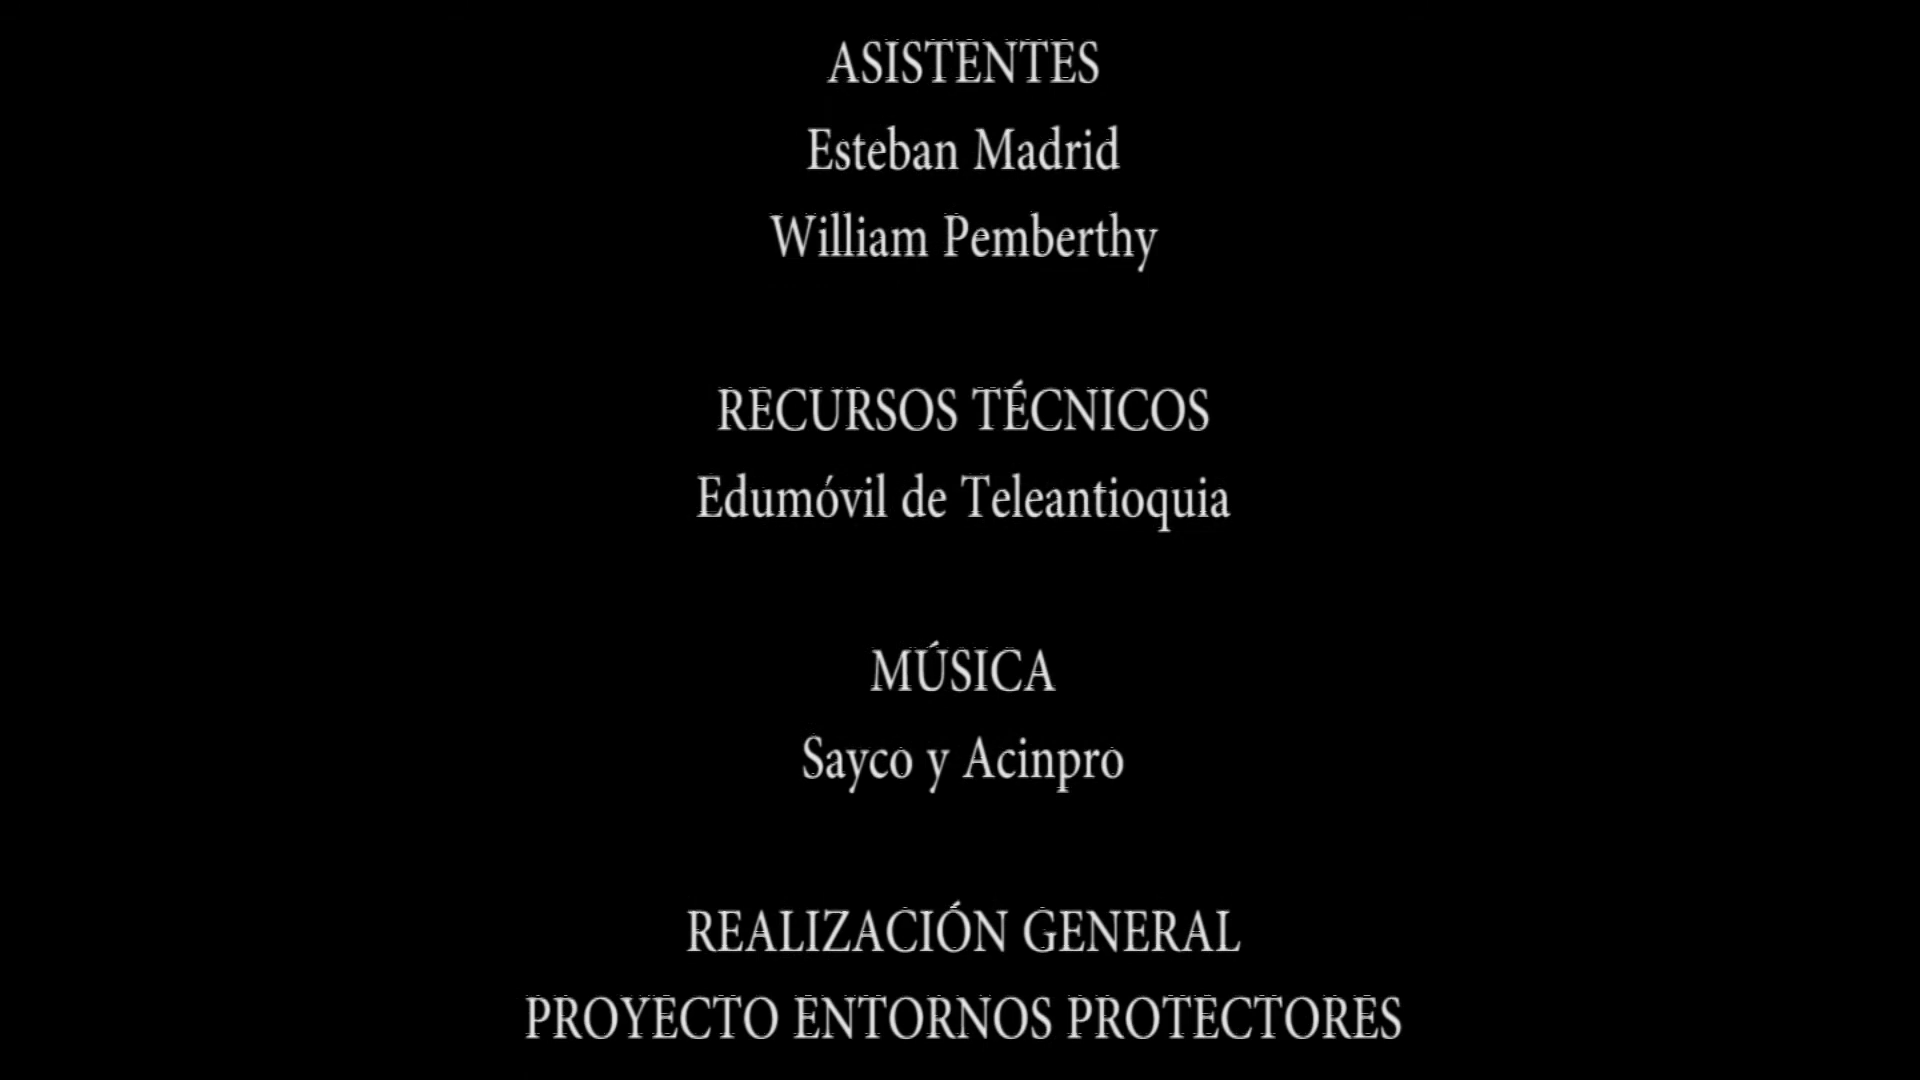 ASISTENTES
Esteban Madrid
William Pemberthy
RECURSOS TÉCNICOS
Edumóvil de Teleantioquia
MÚSICA
Sayco y Acinpro
REALIZACIÓN GENERAL
PROYECTO ENTORNOS PROTECTORES